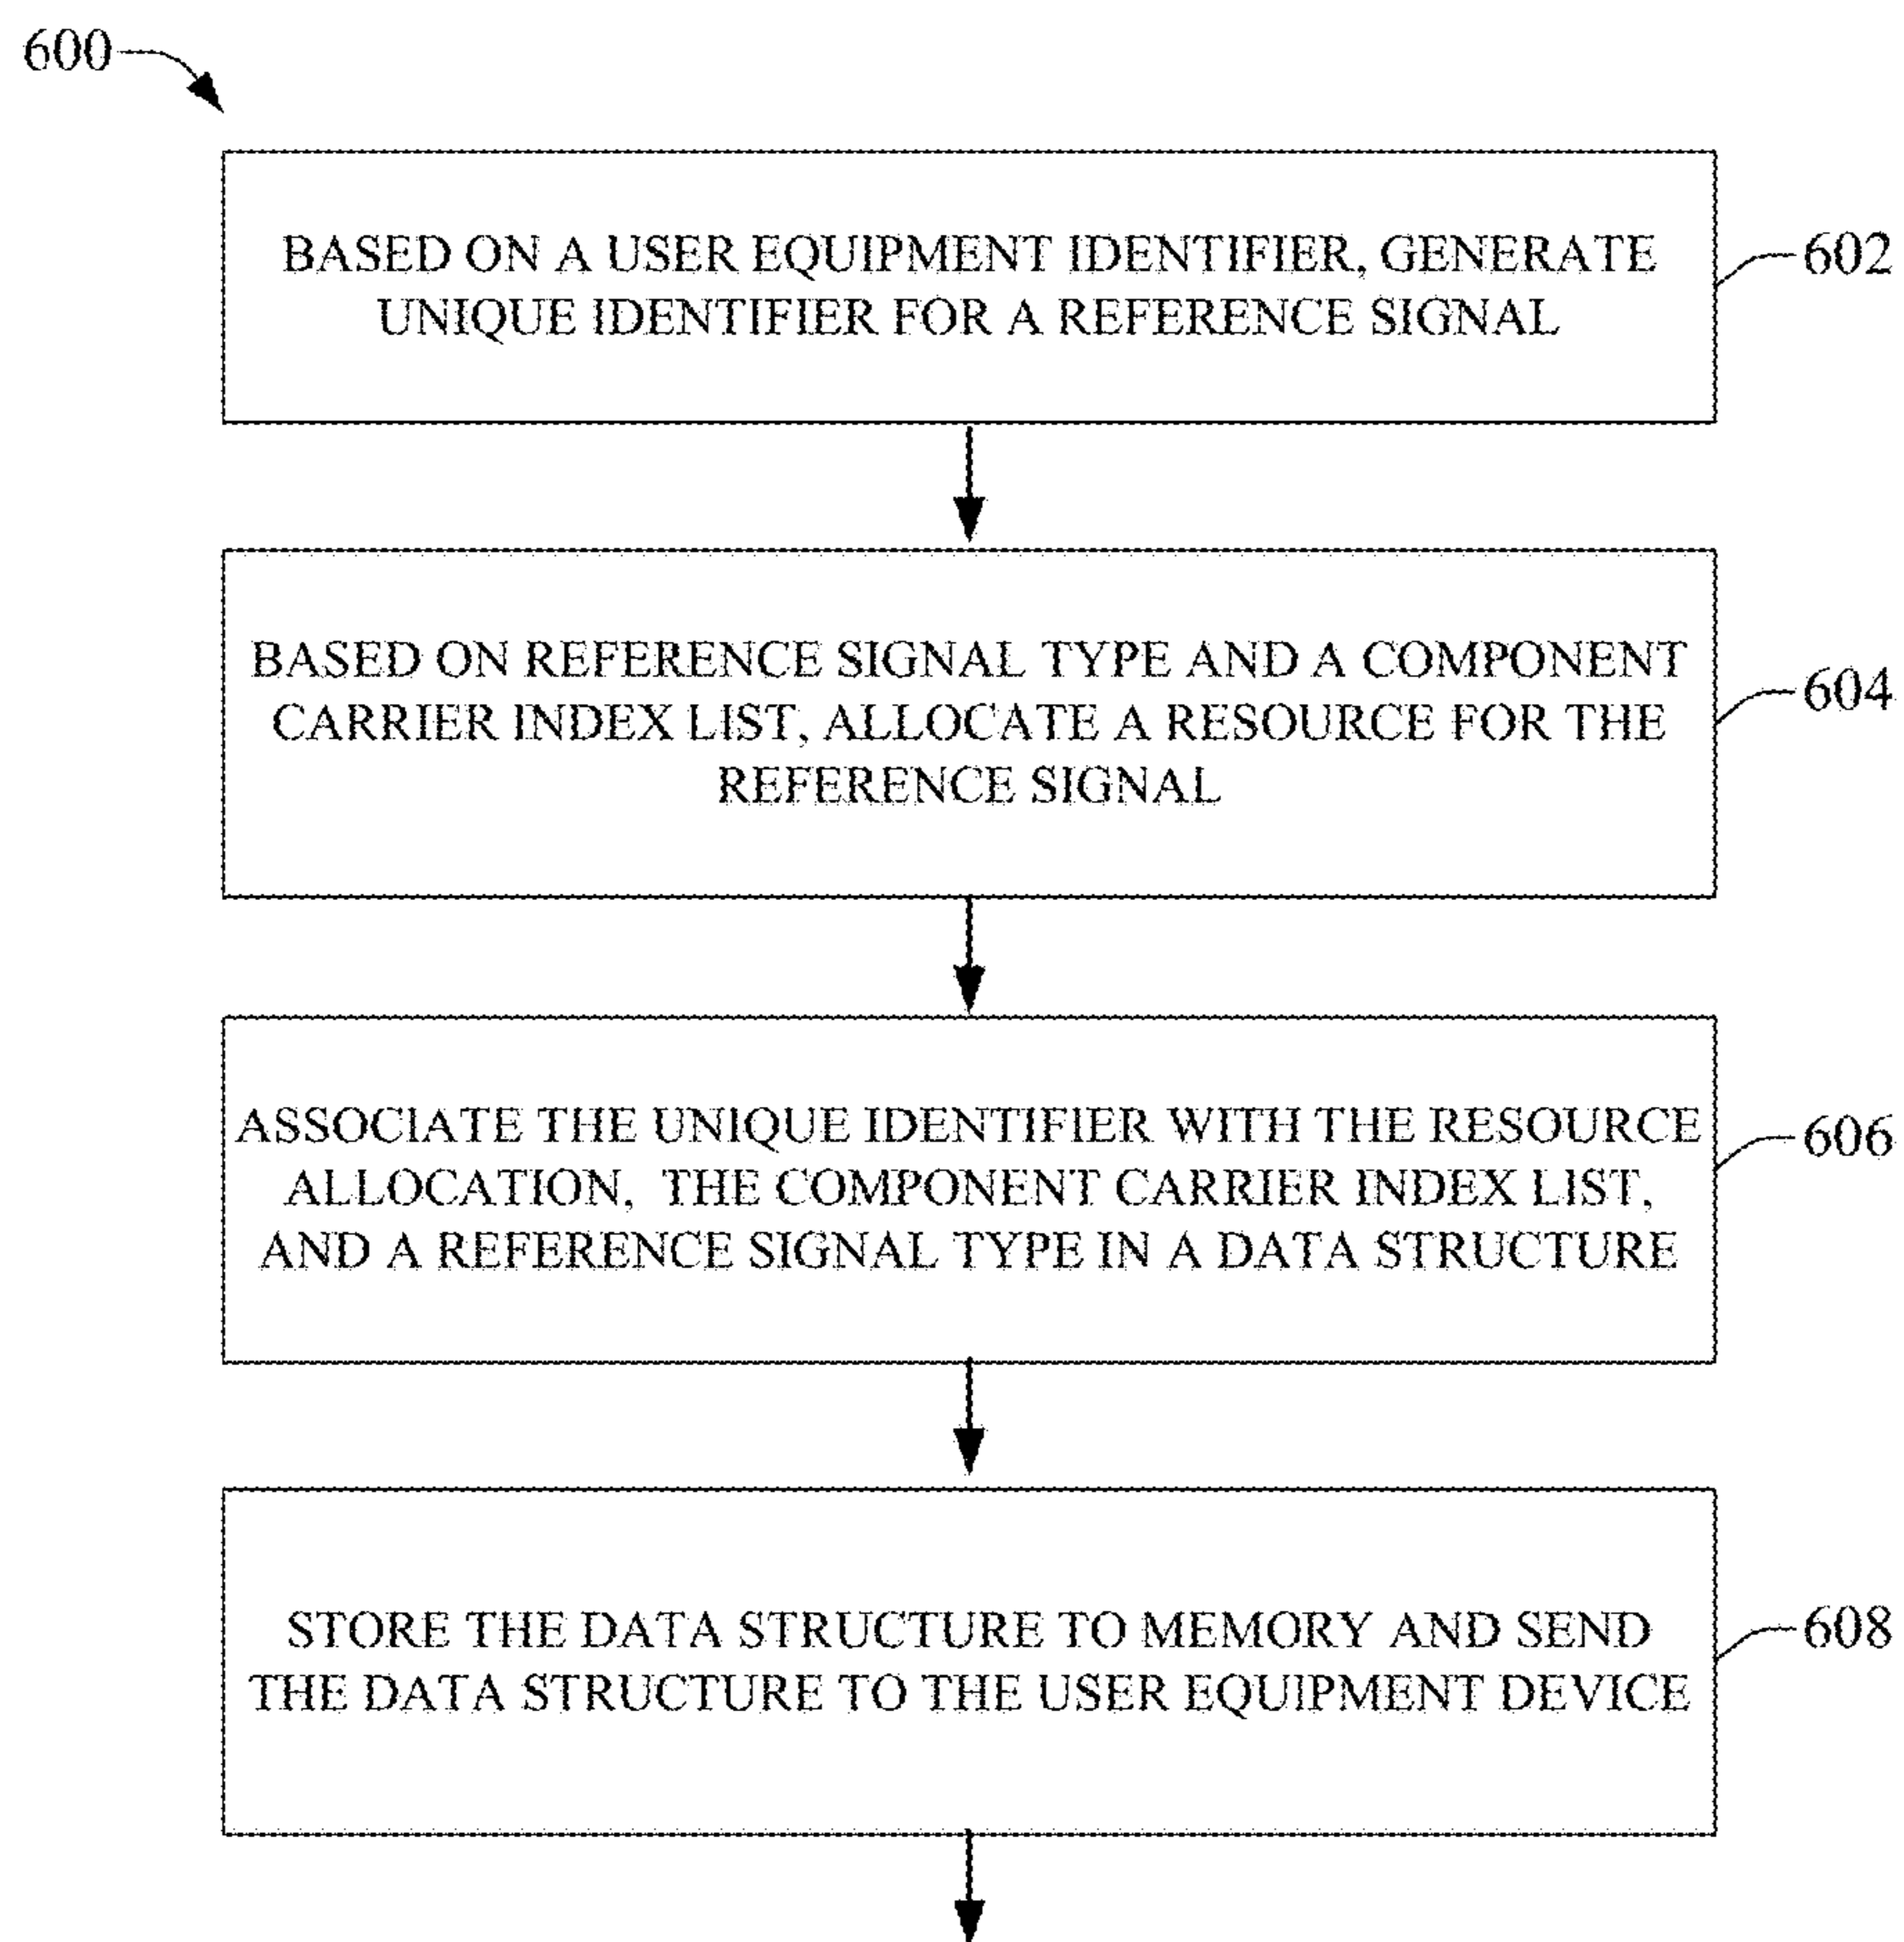 600
BASED ON A USER EQUIPMENT IDENTIFIER, GENERATE
UNIQUE IDENTIFIER FOR A REFERENCE SIGNAL
602
BASED ON REFERENCE SIGNAL TYPE AND A COMPONENT
CARRIER INDEX LIST, ALLOCATE A RESOURCE FOR THE
REFERENCE SIGNAL
604
ASSOCIATE THE UNIQUE IDENTIFIER WITH THE RESOURCE
ALLOCATION, THE COMPONENT CARRIER INDEX LIST,
AND A REFERENCE SIGNAL TYPE IN A DATA STRUCTURE
606
STORE THE DATA STRUCTURE TO MEMORY AND SEND
THE DATA STRUCTURE TO THE USER EQUIPMENT DEVICE
608